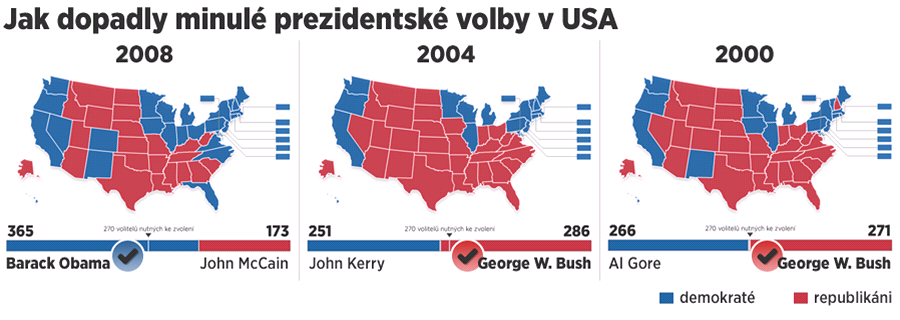 Jak dopadly minulé prezidentské volby v USA
2008
270 volitelů nutných ke zvolení
365
173
Barack Obama
John McCain
2004
270 volitelů nutných ke zvolení
251
286
John Kerry
George W. Bush
2000
270 volitelů nutných ke zvolení
266
271
Al Gore
George W. Bush
demokraté
republikáni